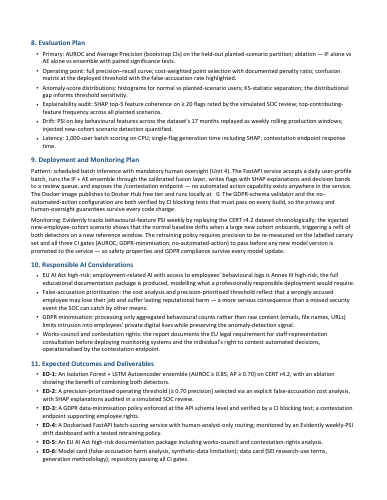 8. Evaluation Plan
• Primary: AUROC and Average Precision (bootstrap CIs) on the held-out planted-scenario partition; ablation — IF alone vs
AE alone vs ensemble with paired significance tests.
• Operating point: full precision–recall curve; cost-weighted point selection with documented penalty ratio; confusion
matrix at the deployed threshold with the false-accusation rate highlighted.
• Anomaly-score distributions: histograms for normal vs planted-scenario users; KS-statistic separation; the distributional
gap informs threshold sensitivity.
• Explainability audit: SHAP top-5 feature coherence on ≥ 20 flags rated by the simulated SOC review; top-contributing-
feature frequency across all planted scenarios.
• Drift: PSI on key behavioural features across the dataset's 17 months replayed as weekly rolling production windows;
injected new-cohort scenario detection quantified.
• Latency: 1,000-user batch scoring on CPU; single-flag generation time including SHAP; contestation endpoint response
time.
9. Deployment and Monitoring Plan
Pattern: scheduled batch inference with mandatory human oversight (Unit 4). The FastAPI service accepts a daily user-profile
batch, runs the IF + AE ensemble through the calibrated fusion layer, writes flags with SHAP explanations and decision bands
to a review queue, and exposes the /contestation endpoint — no automated action capability exists anywhere in the service.
The Docker image publishes to Docker Hub free tier and runs locally at 0. The GDPR-schema validator and the no-
automated-action configuration are both verified by CI blocking tests that must pass on every build, so the privacy and
human-oversight guarantees survive every code change.
Monitoring: Evidently tracks behavioural-feature PSI weekly by replaying the CERT r4.2 dataset chronologically; the injected
new-employee-cohort scenario shows that the normal baseline drifts when a large new cohort onboards, triggering a refit of
both detectors on a new reference window. The retraining policy requires precision to be re-measured on the labelled canary
set and all three CI gates (AUROC, GDPR-minimisation, no-automated-action) to pass before any new model version is
promoted to the service — so safety properties and GDPR compliance survive every model update.
10. Responsible AI Considerations
• EU AI Act high-risk: employment-related AI with access to employees' behavioural logs is Annex III high-risk; the full
educational documentation package is produced, modelling what a professional responsible deployment would require.
• False-accusation prioritisation: the cost analysis and precision-prioritised threshold reflect that a wrongly accused
employee may lose their job and suffer lasting reputational harm — a more serious consequence than a missed security
event the SOC can catch by other means.
• GDPR minimisation: processing only aggregated behavioural counts rather than raw content (emails, file names, URLs)
limits intrusion into employees' private digital lives while preserving the anomaly-detection signal.
• Works-council and contestation rights: the report documents the EU legal requirement for staff representation
consultation before deploying monitoring systems and the individual's right to contest automated decisions,
operationalised by the contestation endpoint.
11. Expected Outcomes and Deliverables
• EO-1: An Isolation Forest + LSTM Autoencoder ensemble (AUROC ≥ 0.85, AP ≥ 0.70) on CERT r4.2, with an ablation
showing the benefit of combining both detectors.
• EO-2: A precision-prioritised operating threshold (≥ 0.70 precision) selected via an explicit false-accusation cost analysis,
with SHAP explanations audited in a simulated SOC review.
• EO-3: A GDPR data-minimisation policy enforced at the API schema level and verified by a CI blocking test; a contestation
endpoint supporting employee rights.
• EO-4: A Dockerised FastAPI batch-scoring service with human-analyst-only routing; monitored by an Evidently weekly-PSI
drift dashboard with a tested retraining policy.
• EO-5: An EU AI Act high-risk documentation package including works-council and contestation-rights analysis.
• EO-6: Model card (false-accusation harm analysis, synthetic-data limitation); data card (SEI research-use terms,
generation methodology); repository passing all CI gates.